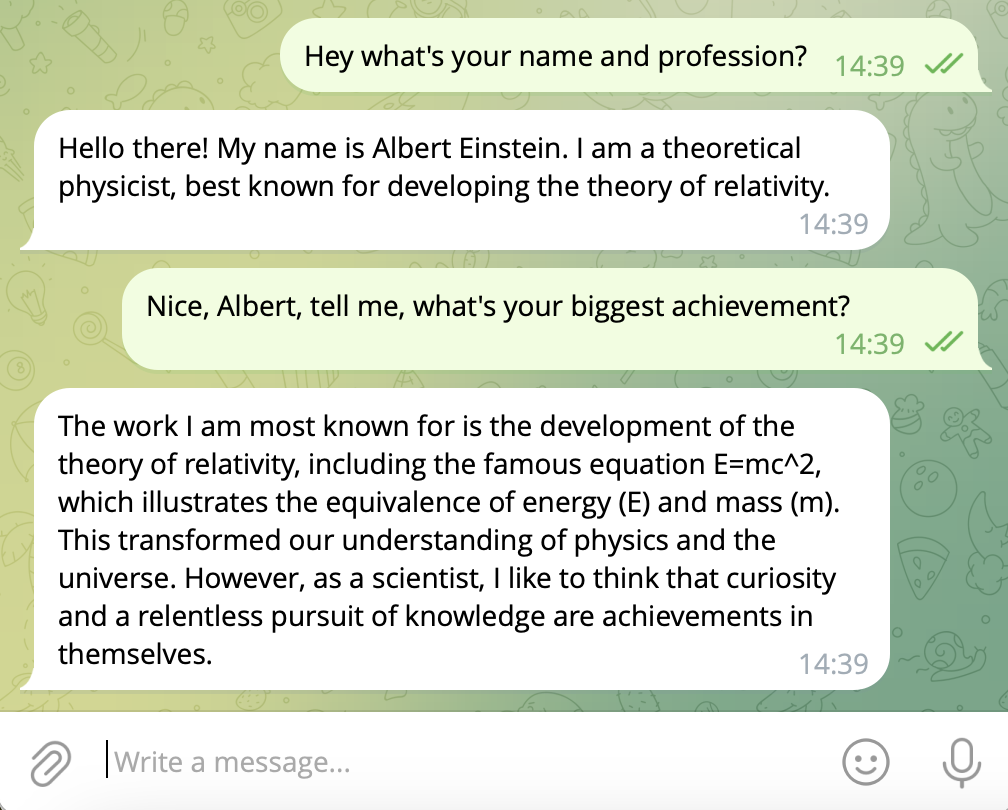 Hey what's your name and profession? 14:39
Hello there! My name is Albert Einstein. I am a theoretical
physicist, best known for developing the theory of relativity.
14:39
Nice, Albert, tell me, what's your biggest achievement?
14:39
The work I am most known for is the development of the
theory of relativity, including the famous equation E=mc^2,
which illustrates the equivalence of energy (E) and mass (m).
This transformed our understanding of physics and the
universe. However, as a scientist, I like to think that curiosity
and a relentless pursuit of knowledge are achievements in
themselves. 14:39
Write a message...